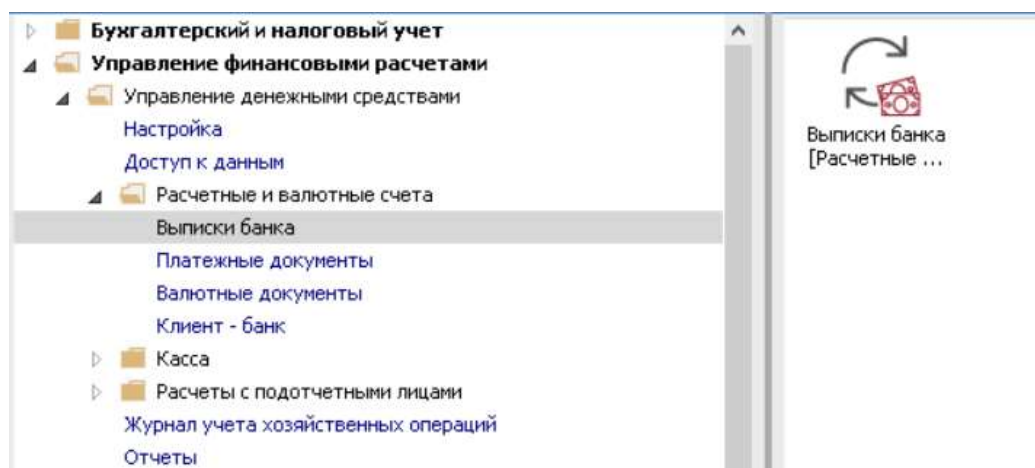 Бухгалтерский и налоговый учет
Управление финансовыми расчетами
Управление денежными средствами
Настройка
Доступ к данным
Расчетные и валютные счета
Выписки банка
Платежные документы
Валютные документы
Клиент - банк
Касса
Расчеты с подотчетными лицами
Журнал учета хозяйственных операций
Отчеты
Выписки банка
[Расчетные ...